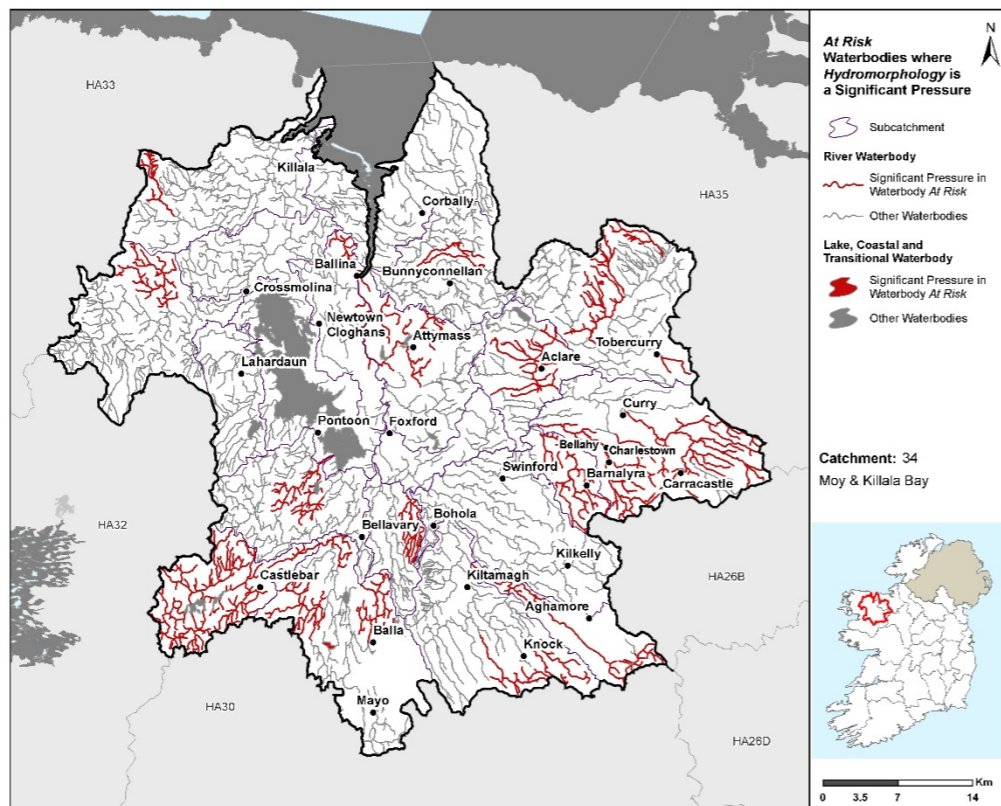 HA33
Killala
Corbally
HA35
Ballina
Bunnyconnellan
Crossmolina
Newtown
Cloghans
Attymass
Tobercurry
Aclare
Lahardaun
Curry
Pontoon
Foxford
Bellahy
Charlestown
Swinford
Barnalyra
Carracastle
HA32
Bohola
Bellavary
Kilkelly
Castlebar
Kiltamagh
HA26B
Aghamore
Balla
Knock
HA30
Mayo
HA26D
N
At Risk
Waterbodies where
Hydromorphology is
a Significant Pressure
Subcatchment
River Waterbody
Significant Pressure in
Waterbody At Risk
Other Waterbodies
Lake, Coastal and
Transitional Waterbody
Significant Pressure in
Waterbody At Risk
Other Waterbodies
Catchment: 34
Moy & Killala Bay
Km
0 3.5 7 14